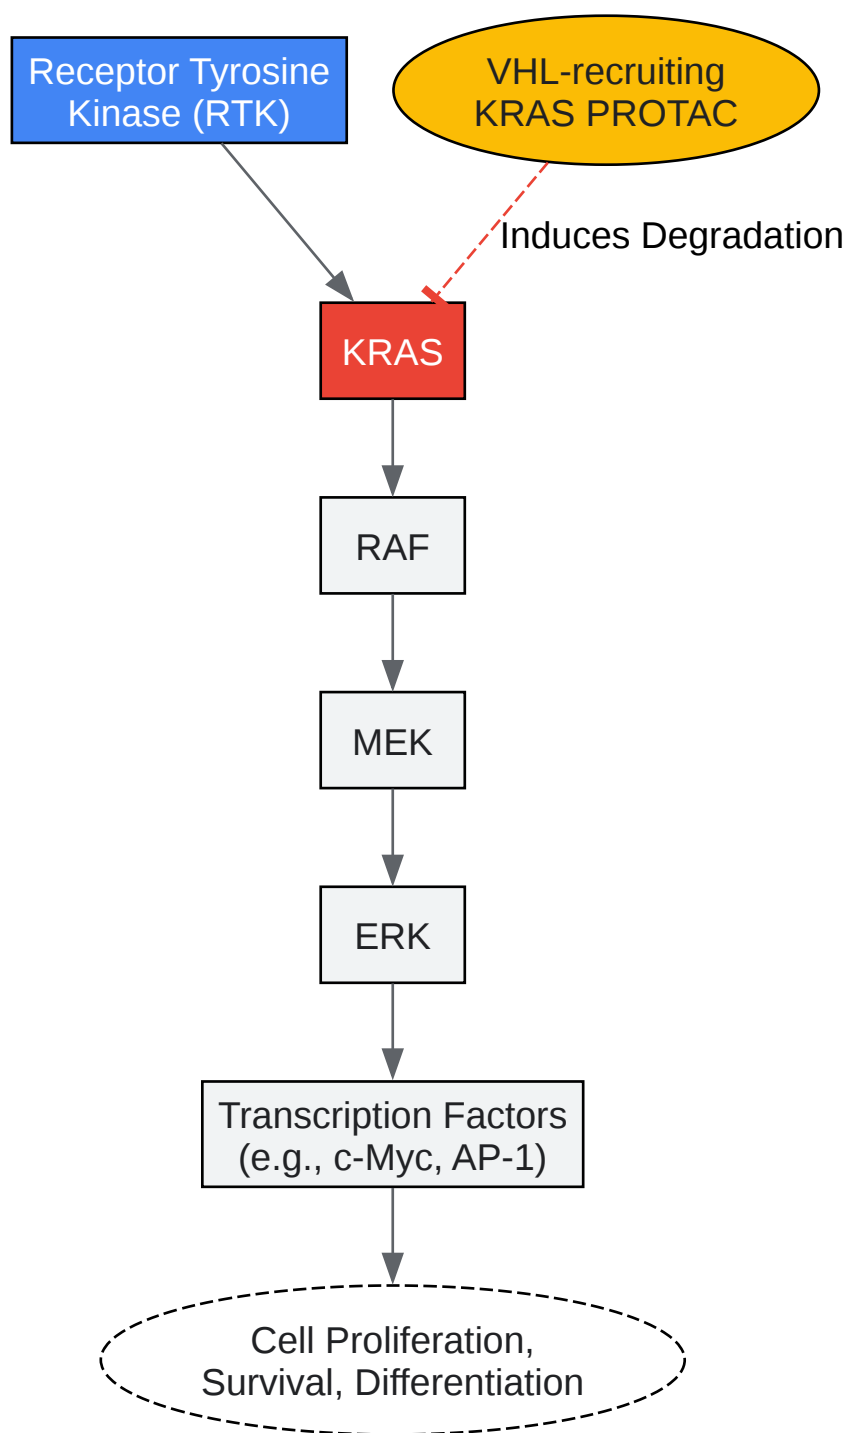 Receptor Tyrosine
Kinase (RTK)
VHL-recruiting
KRAS PROTAC
Induces Degradation
KRAS
RAF
MEK
ERK
Transcription Factors
(e.g., c-Myc, AP-1)
Cell Proliferation,
Survival, Differentiation